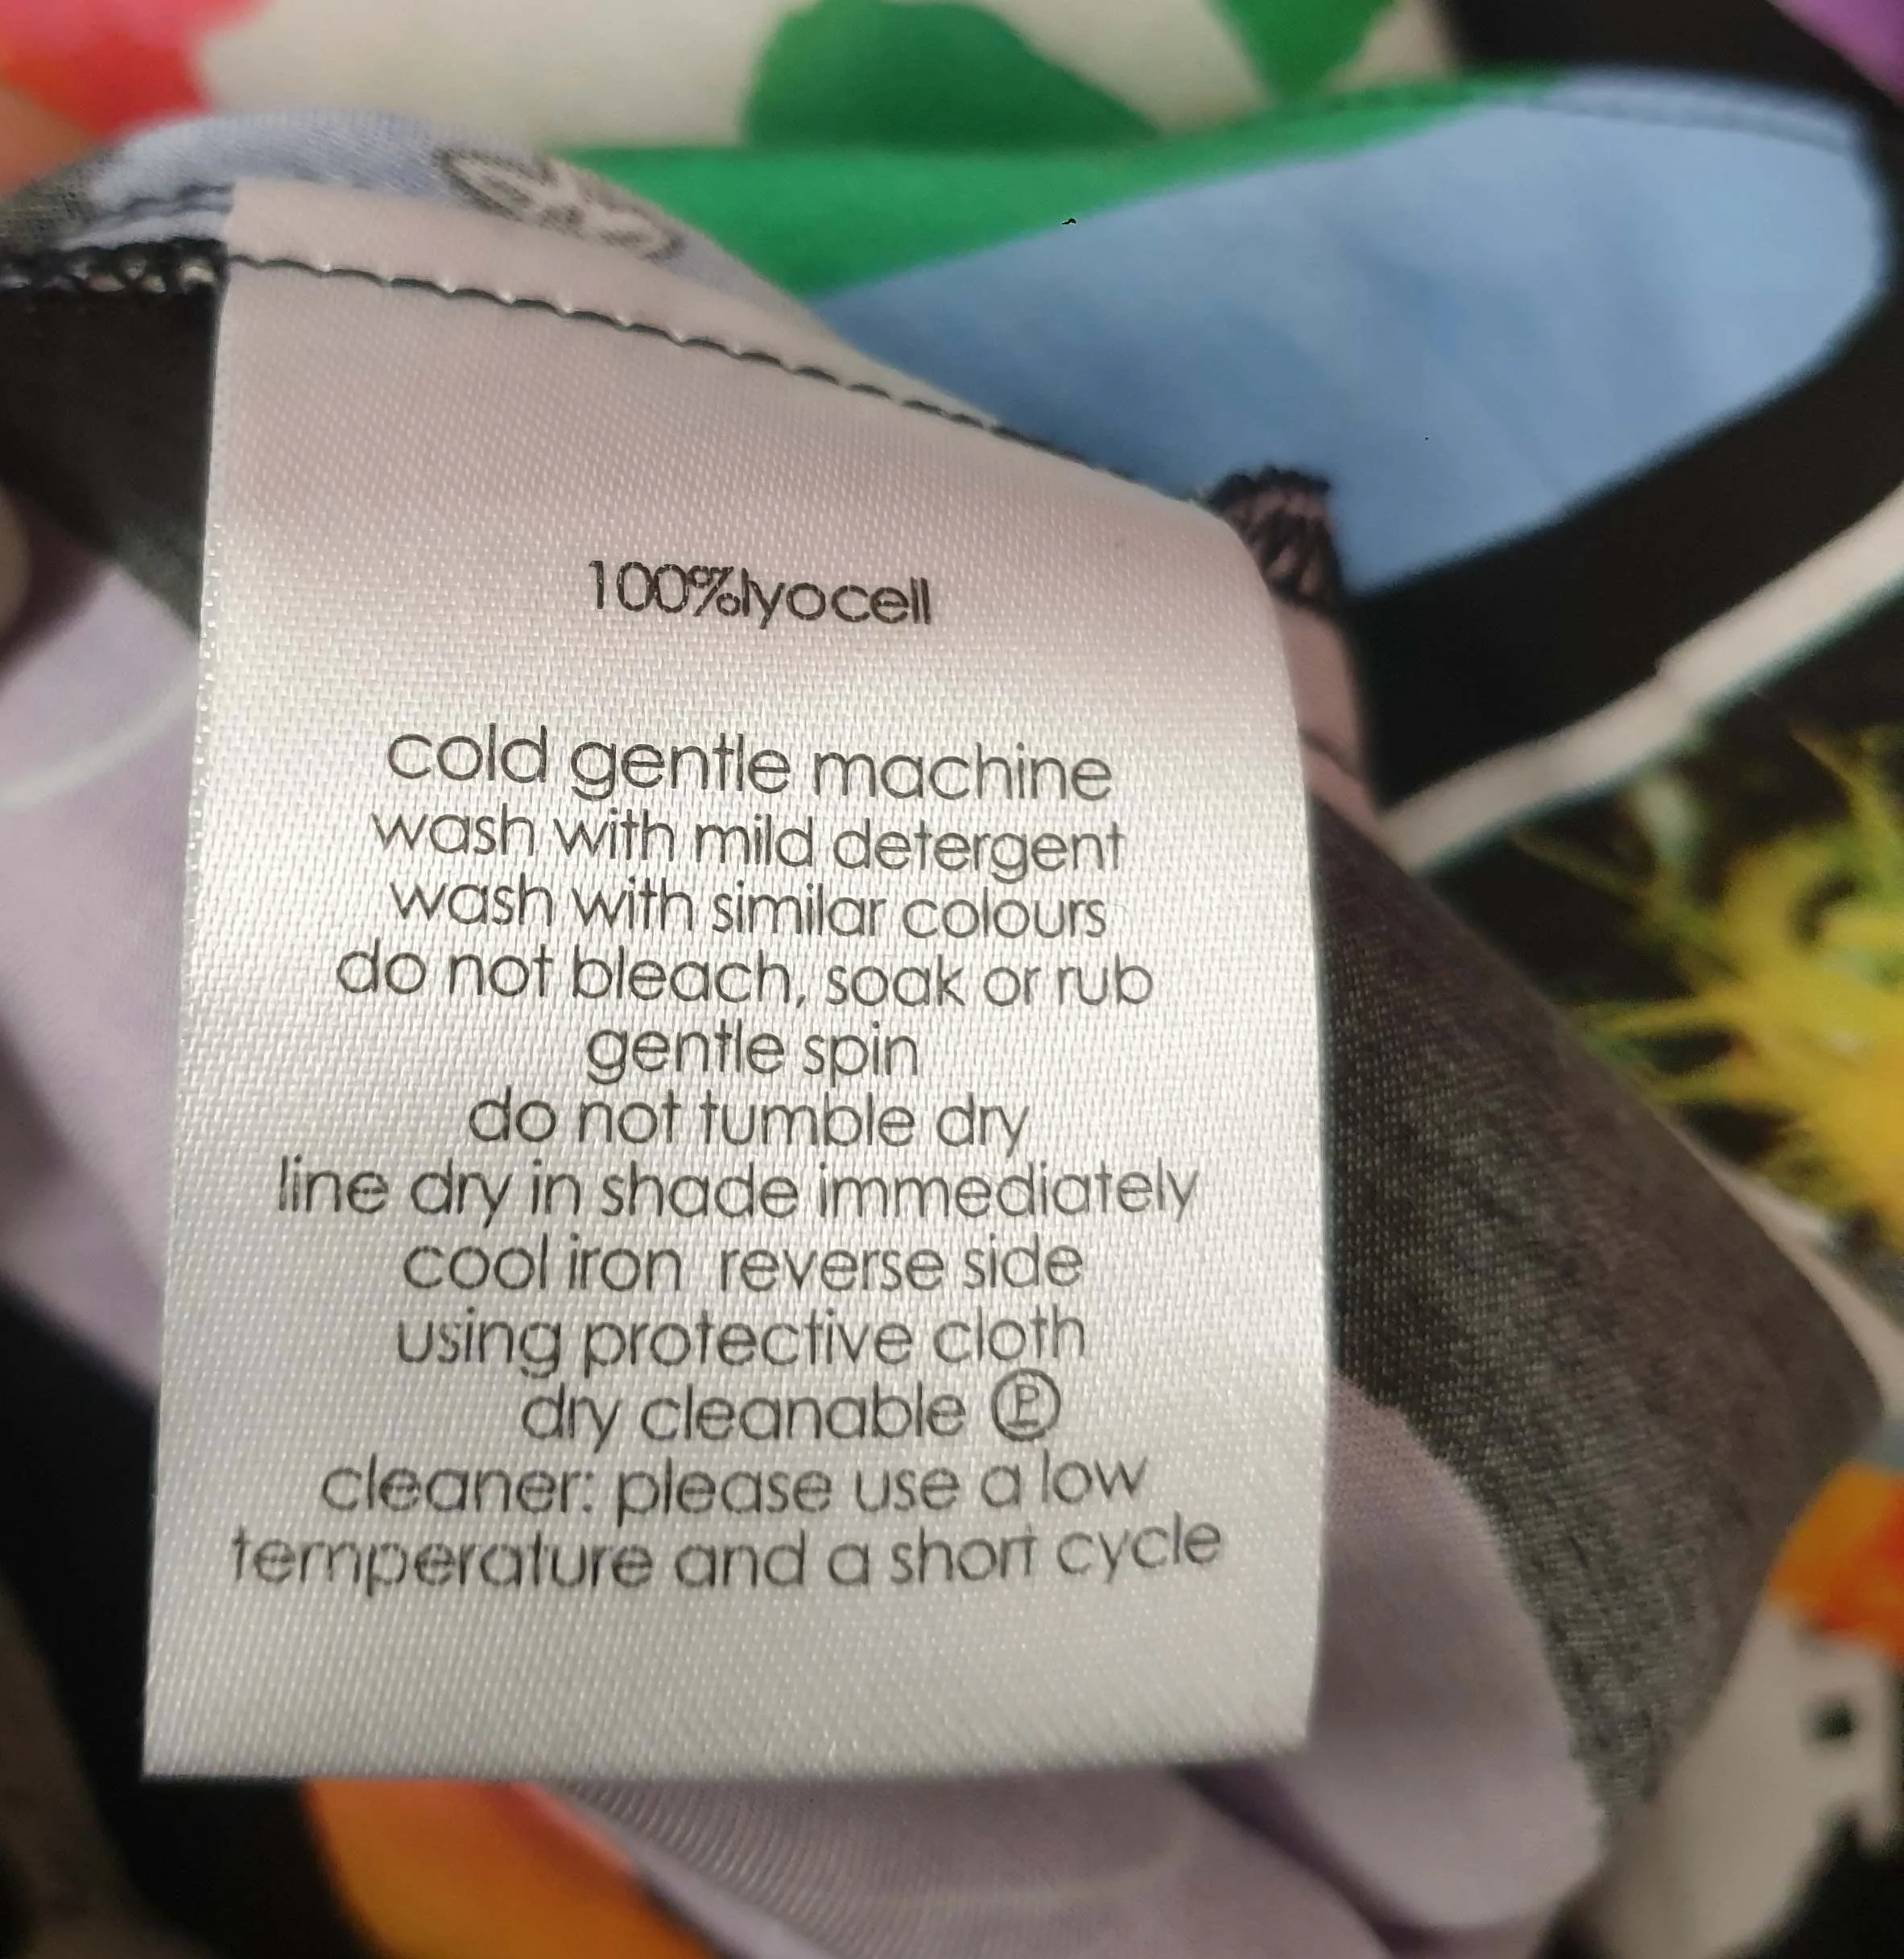 100%lyocell
cold gentle machine
wash with mild detergent
wash with similar colours
do not bleach, soak or rub
gentle spin
do not tumble dry
line dry in shade immediately
cool iron reverse side
using protective cloth
dry cleanable Ⓟ
cleaner: please use a low
temperature and a short cycle